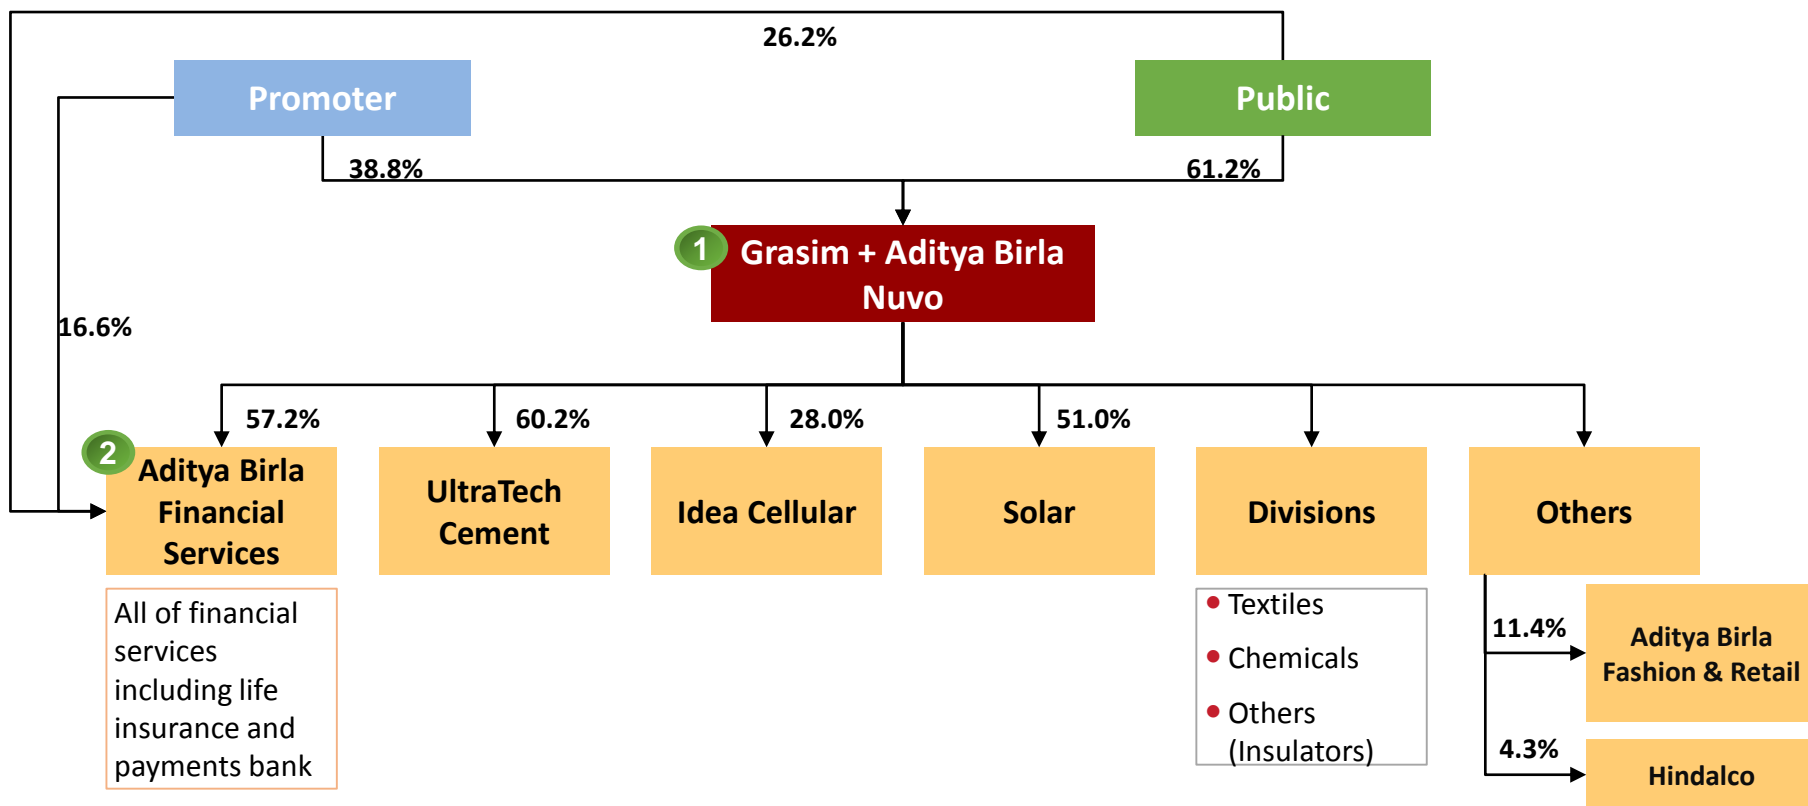 26.2%
Promoter
Public
38.8%
61.2%
1
Grasim + Aditya Birla
Nuvo
16.6%
57.2%
60.2%
28.0%
51.0%
2
Aditya Birla
Financial
Services
UltraTech
Cement
Idea Cellular
Solar
Divisions
Others
All of financial
services
including life
insurance and
payments bank
• Textiles
• Chemicals
• Others
(Insulators)
11.4%
Aditya Birla
Fashion & Retail
4.3%
Hindalco